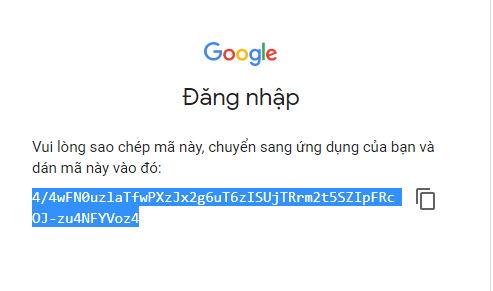 Google
Đăng nhập
Vui lòng sao chép mã này, chuyển sang ứng dụng của bạn và
dán mã này vào đó:
4/4wFN0uzlaTfwPXzJx2g6uT6zISUjTRrm2t5SZIpFRc
OJ-zu4NFYVoz4